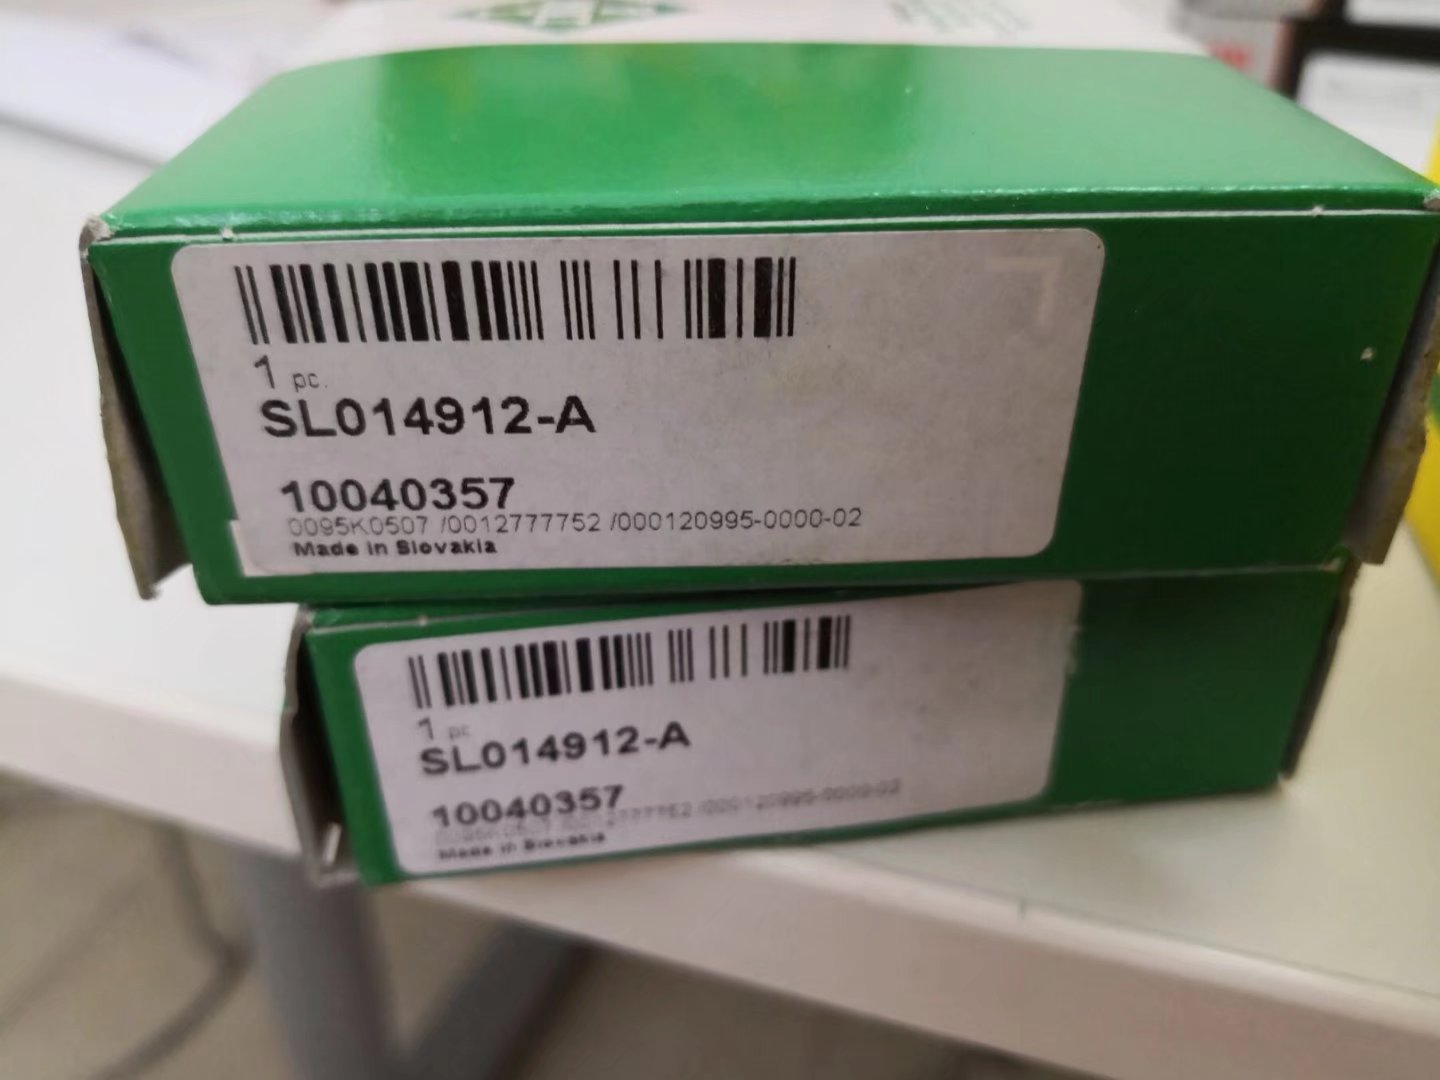 1 pc.
SL014912-A
10040357
0095K0507 /0012777752 /000120995-0000-02
Made in Slovakia
1 pc
SL014912-A
10040357
Made in Slovakia